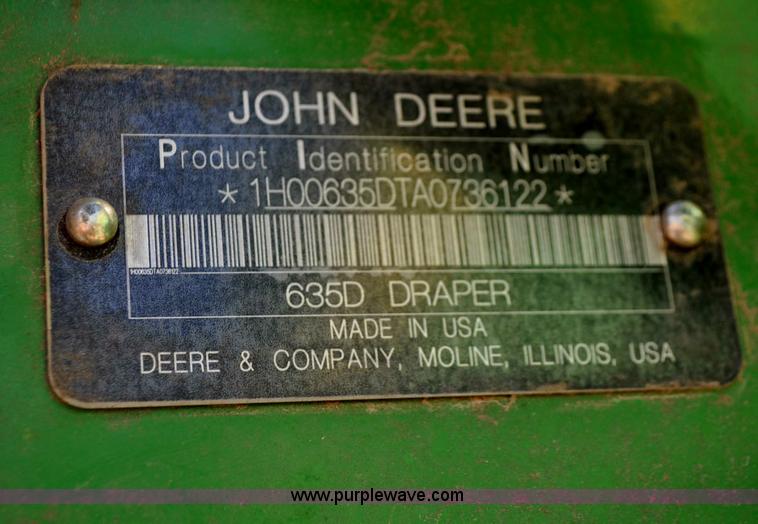 JOHN DEERE
Product Identification Number
*1H00635DTA0736122*
1H00635DTA0736122
635D DRAPER
MADE IN USA
DEERE & COMPANY, MOLINE, ILLINOIS, USA
www.purplewave.com